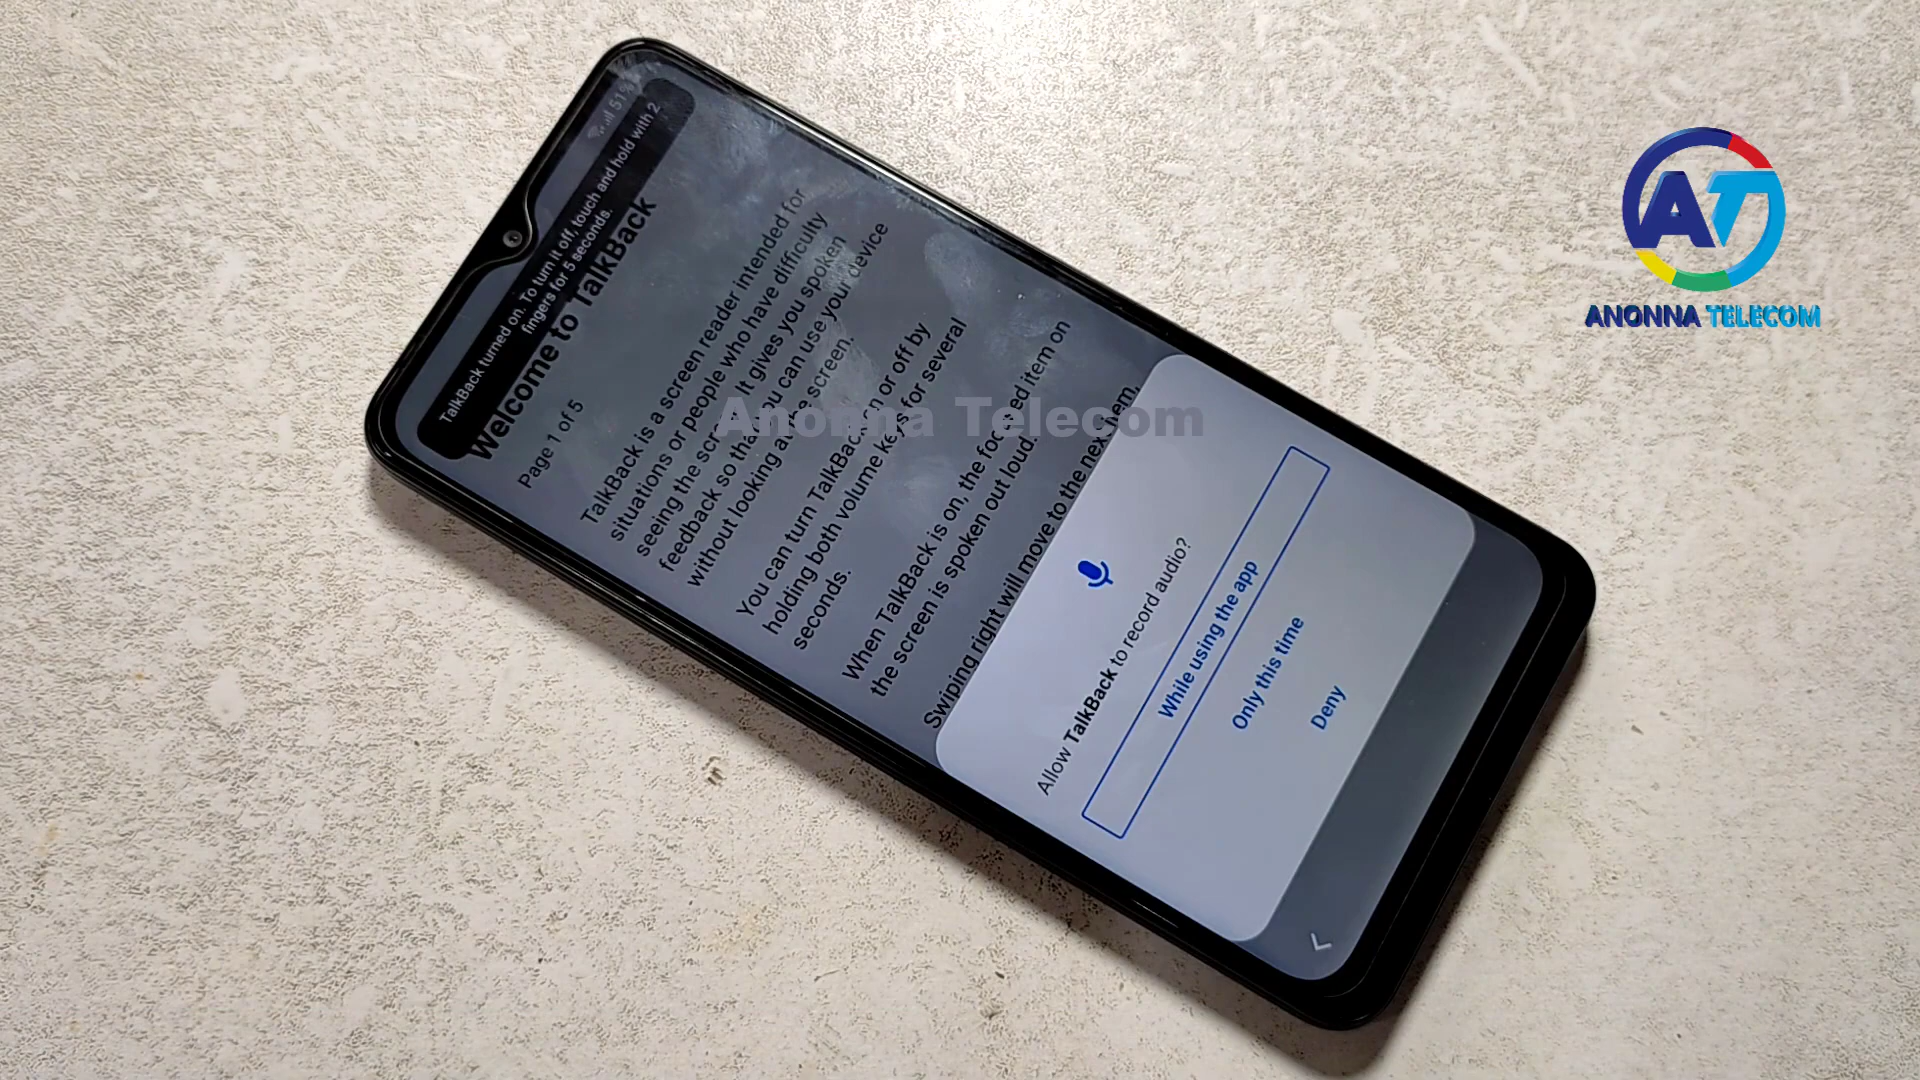 51%
TalkBack turned on. To turn it off, touch and hold with 2
fingers for 5 seconds.
Welcome to TalkBack
Page 1 of 5
TalkBack is a screen reader intended for
situations or people who have difficulty
seeing the screen. It gives you spoken
feedback so that you can use your device
without looking at the screen.
You can turn TalkBack on or off by
holding both volume keys for several
seconds.
When TalkBack is on, the focused item on
the screen is spoken out loud.
Swiping right will move to the next item,
Allow TalkBack to record audio?
While using the app
Only this time
Deny
Anonna Telecom
AT
ANONNA TELECOM